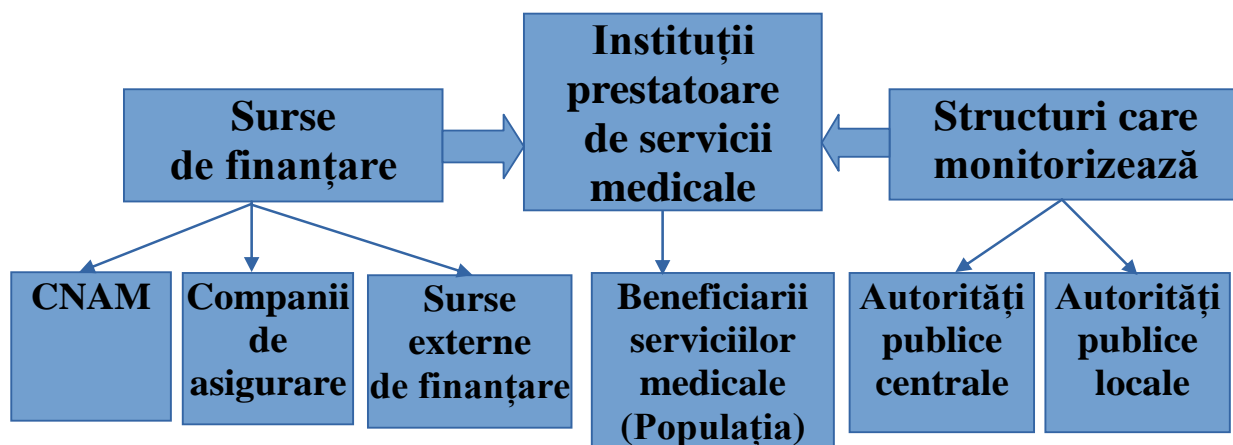 Surse
de finanțare
Instituții
prestatoare
de servicii
medicale
Structuri care
monitorizează
CNAM
Companii
de
asigurare
Surse
externe
de finanțare
Beneficiarii
serviciilor
medicale
(Populația)
Autorități
publice
centrale
Autorități
publice
locale